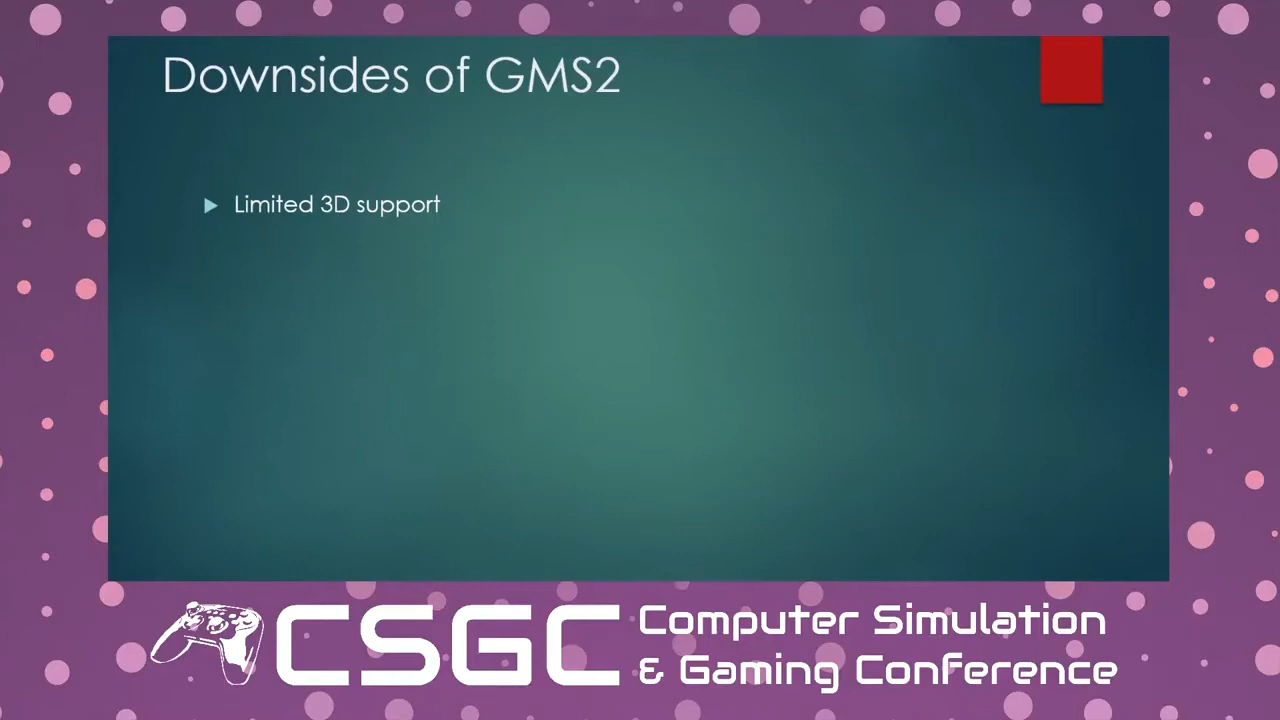 Downsides of GMS2
Limited 3D support
CSGC
Computer Simulation
& Gaming Conference